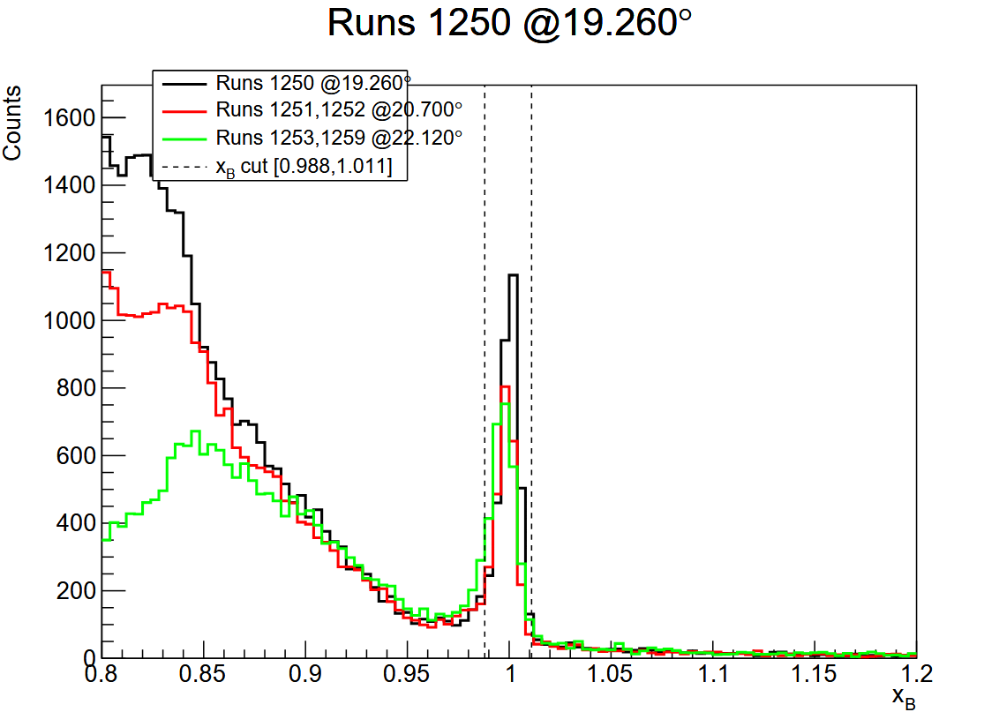 Runs 1250 @19.260°
Counts
Runs 1250 @19.260°
Runs 1251,1252 @20.700°
Runs 1253,1259 @22.120°
xB cut [0.988,1.011]
1600
1400
1200
1000
800
600
400
200
0
0.8 0.85 0.9 0.95 1 1.05 1.1 1.15 1.2
xB